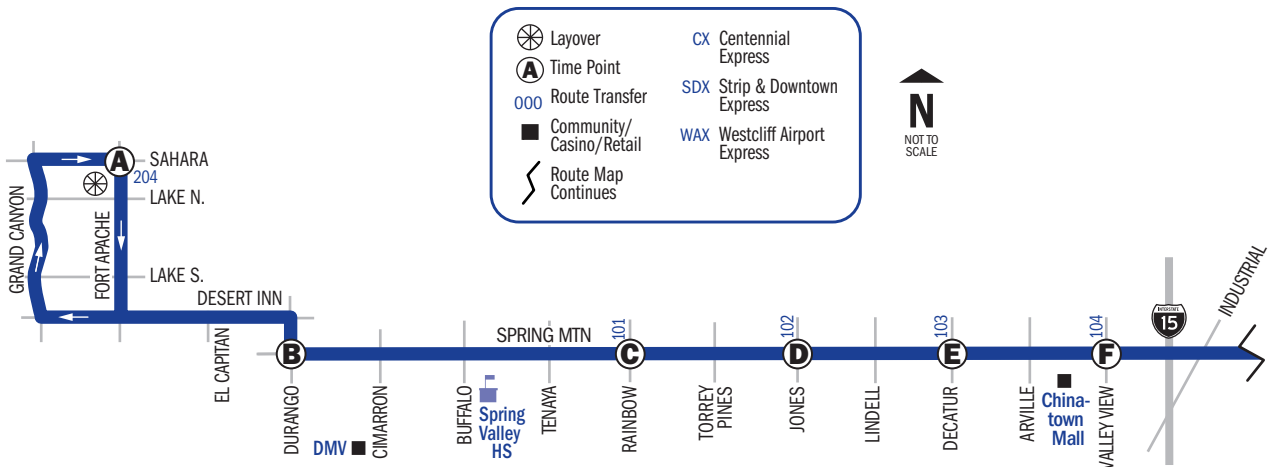 Layover
A Time Point
000 Route Transfer
Community/
Casino/Retail
Route Map
Continues
CX Centennial
Express
SDX Strip & Downtown
Express
WAX Westcliff Airport
Express
N
NOT TO
SCALE
A
SAHARA
204
LAKE N.
GRAND CANYON
FORT APACHE
LAKE S.
DESERT INN
EL CAPITAN
SPRING MTN
B
DURANGO
DMV
CIMARRON
BUFFALO
Spring
Valley
HS
TENAYA
101
C
RAINBOW
TORREY
PINES
102
D
JONES
LINDELL
103
E
DECATUR
ARVILLE
China-
town
Mall
104
F
VALLEY VIEW
INTERSTATE
15
INDUSTRIAL